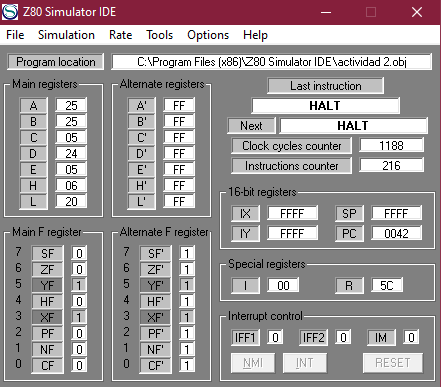 Z80 Simulator IDE
File Simulation Rate Tools Options Help
Program location C:\Program Files (x86)\Z80 Simulator IDE\actividad 2.obj
Main registers
A 25
B 25
C 05
D 24
E 05
H 06
L 20
Alternate registers
A' FF
B' FF
C' FF
D' FF
E' FF
H' FF
L' FF
Last instruction
HALT
Next HALT
Clock cycles counter 1188
Instructions counter 216
16-bit registers
IX FFFF SP FFFF
IY FFFF PC 0042
Main F register
7 SF 0
6 ZF 0
5 YF 1
4 HF 0
3 XF 1
2 PF 0
1 NF 0
0 CF 0
Alternate F register
7 SF' 1
6 ZF' 1
5 YF' 1
4 HF' 1
3 XF' 1
2 PF' 1
1 NF' 1
0 CF' 1
Special registers
I 00 R 5C
Interrupt control
IFF1 0 IFF2 0 IM 0
NMI INT RESET